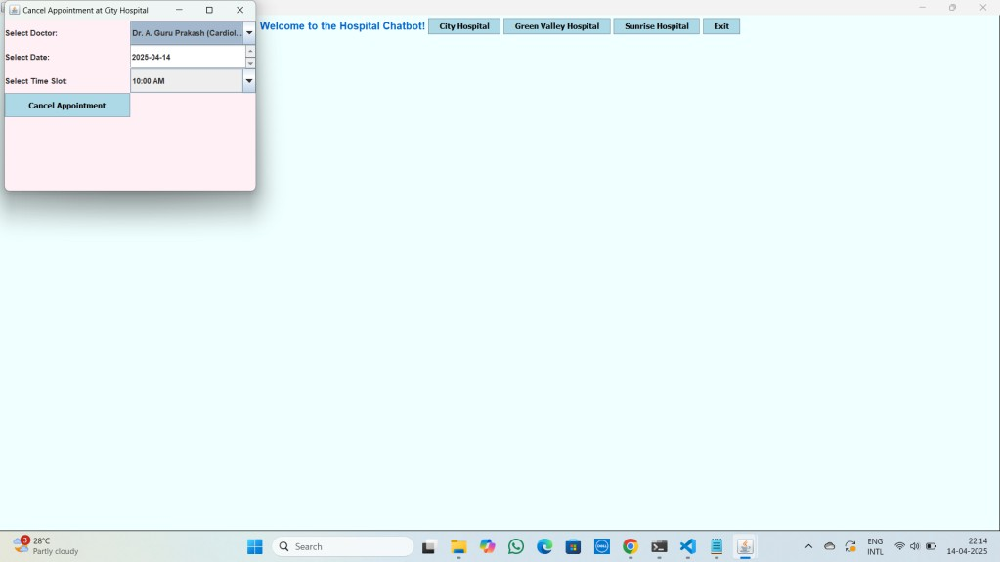 Cancel Appointment at City Hospital
Select Doctor: Dr. A. Guru Prakash (Cardiol...
Select Date: 2025-04-14
Select Time Slot: 10:00 AM
Cancel Appointment
Welcome to the Hospital Chatbot! City Hospital Green Valley Hospital Sunrise Hospital Exit
3 28°C
Partly cloudy
Search
DELL
ENG
INTL
22:14
14-04-2025